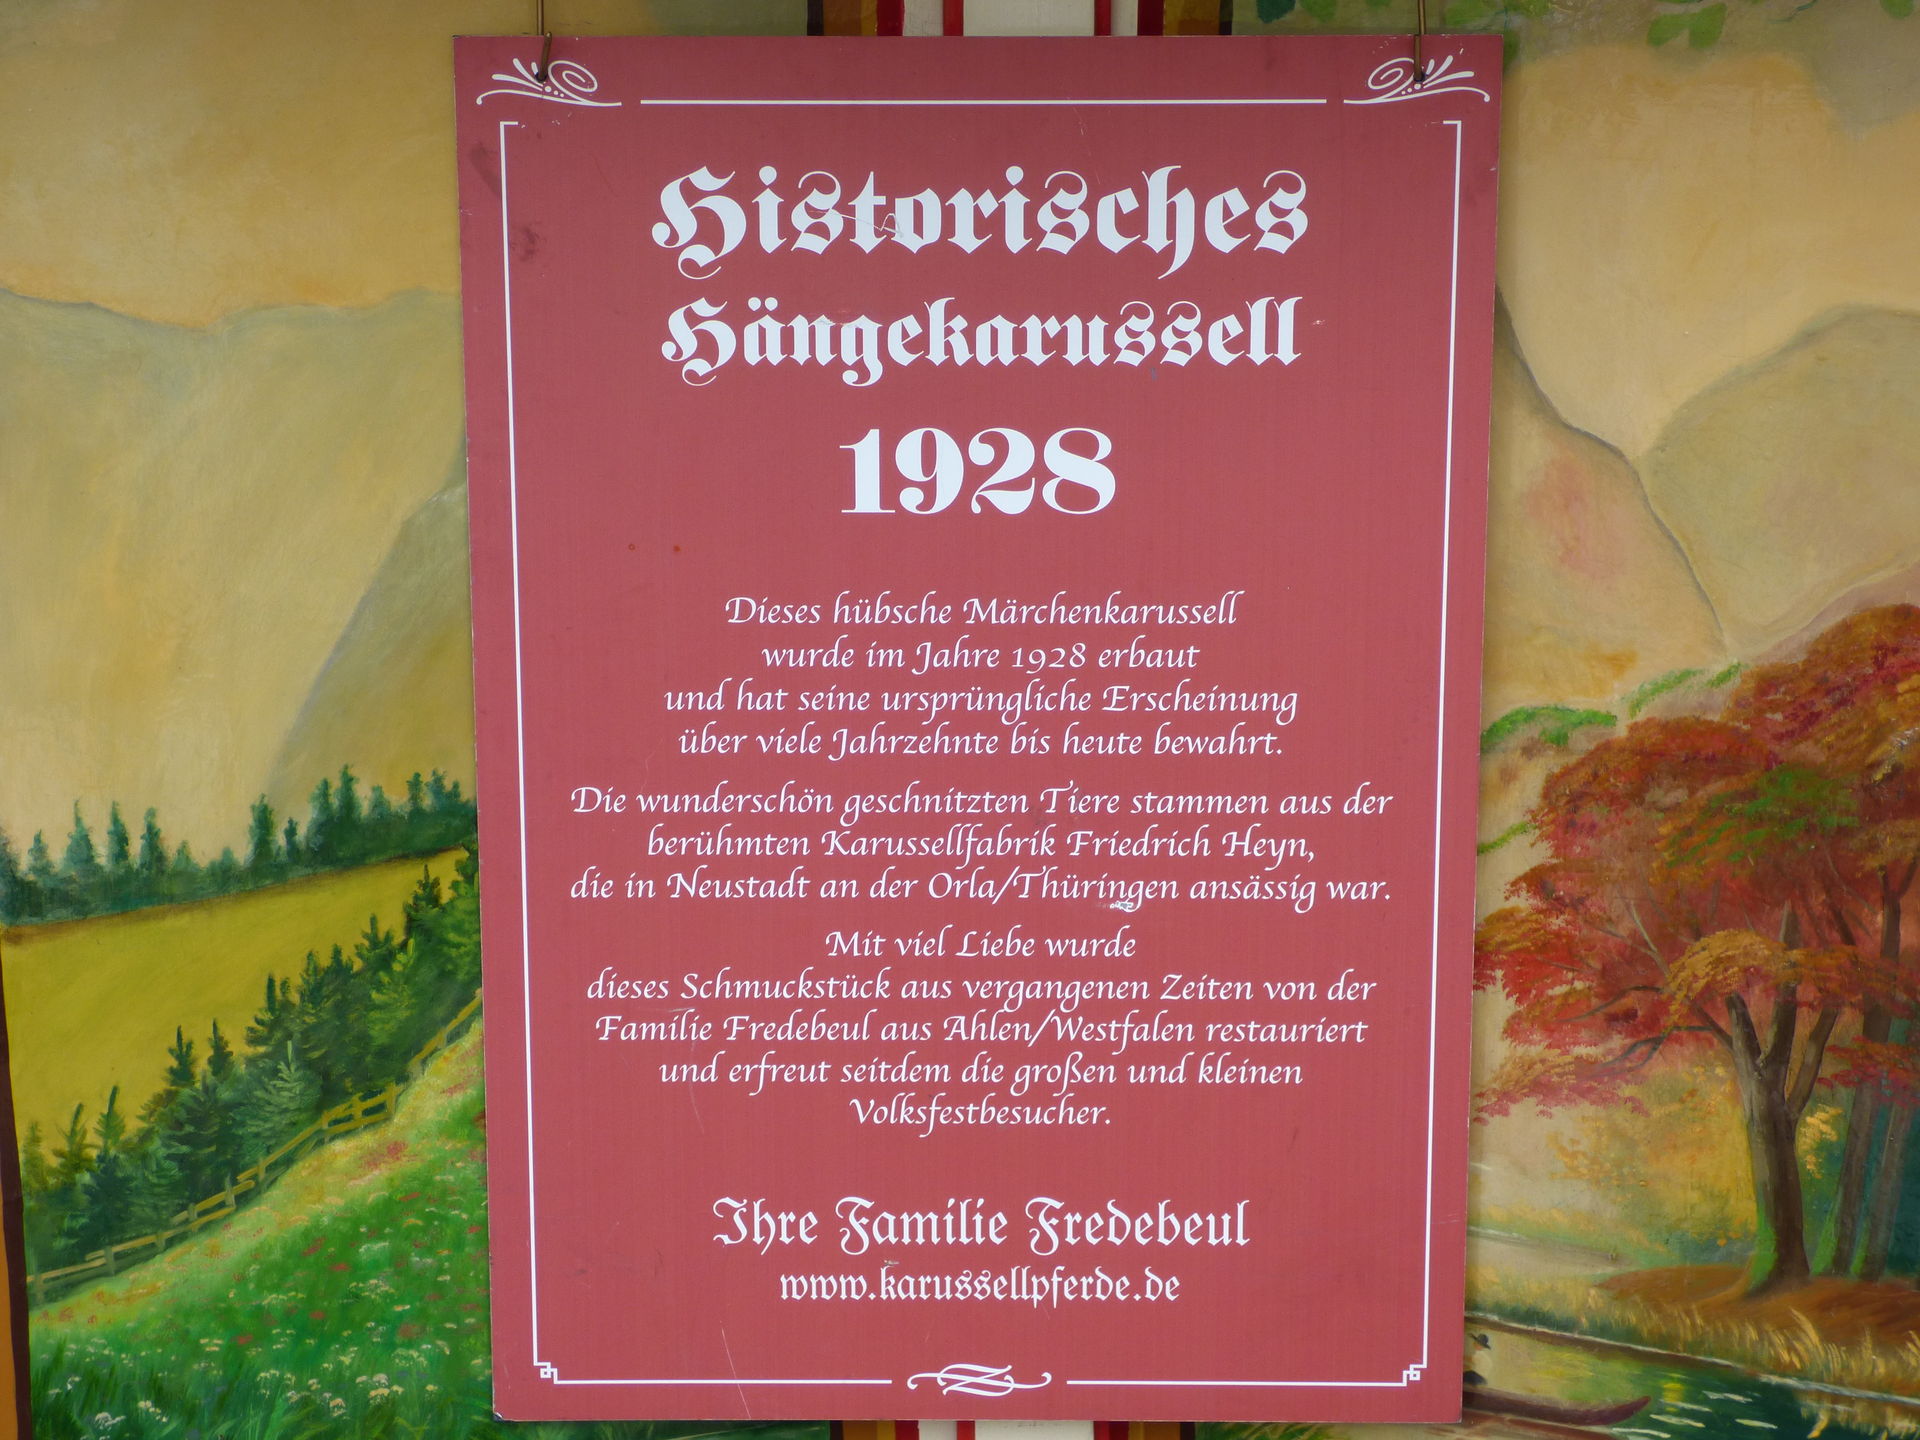 Historisches
Hängekarussell
1928
Dieses hübsche Märchenkarussell
wurde im Jahre 1928 erbaut
und hat seine ursprüngliche Erscheinung
über viele Jahrzehnte bis heute bewahrt.
Die wunderschön geschnitzten Tiere stammen aus der
berühmten Karussellfabrik Friedrich Heyn,
die in Neustadt an der Orla/Thüringen ansässig war.
Mit viel Liebe wurde
dieses Schmuckstück aus vergangenen Zeiten von der
Familie Fredebeul aus Ahlen/Westfalen restauriert
und erfreut seitdem die großen und kleinen
Volksfestbesucher.
Ihre Familie Fredebeul
www.karussellpferde.de